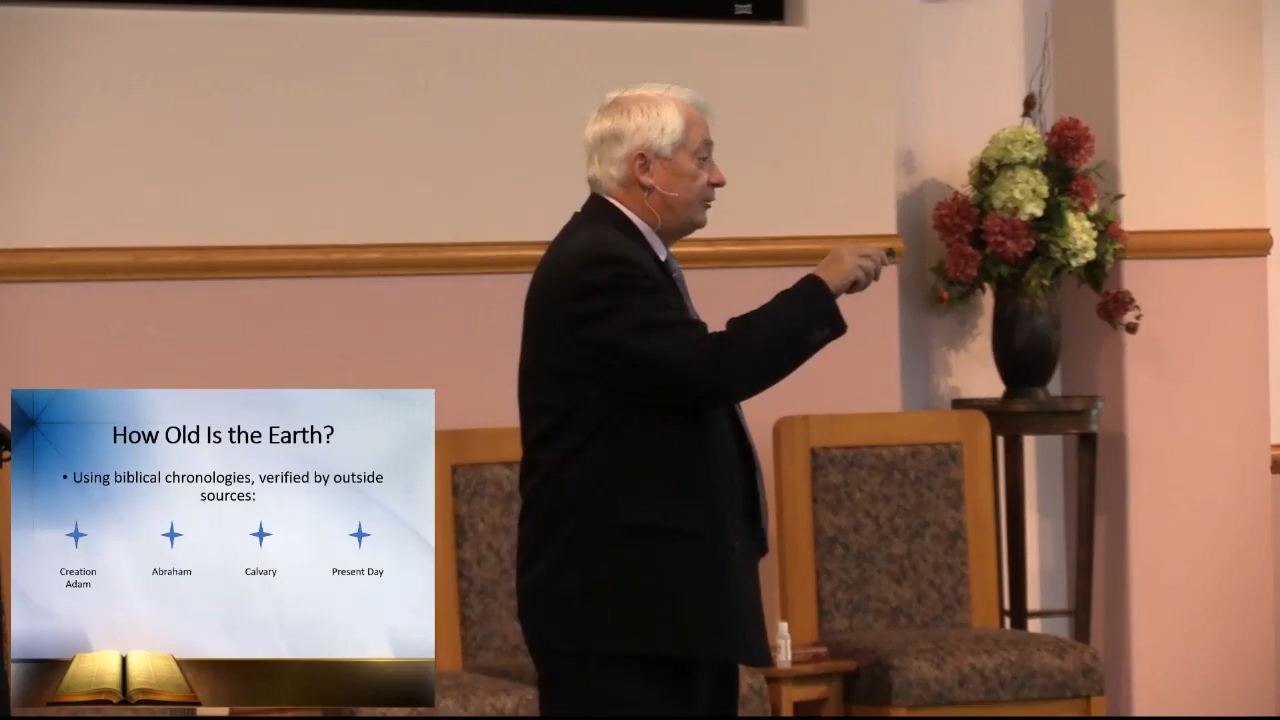 How Old Is the Earth?
• Using biblical chronologies, verified by outside
sources:
Creation
Adam
Abraham
Calvary
Present Day